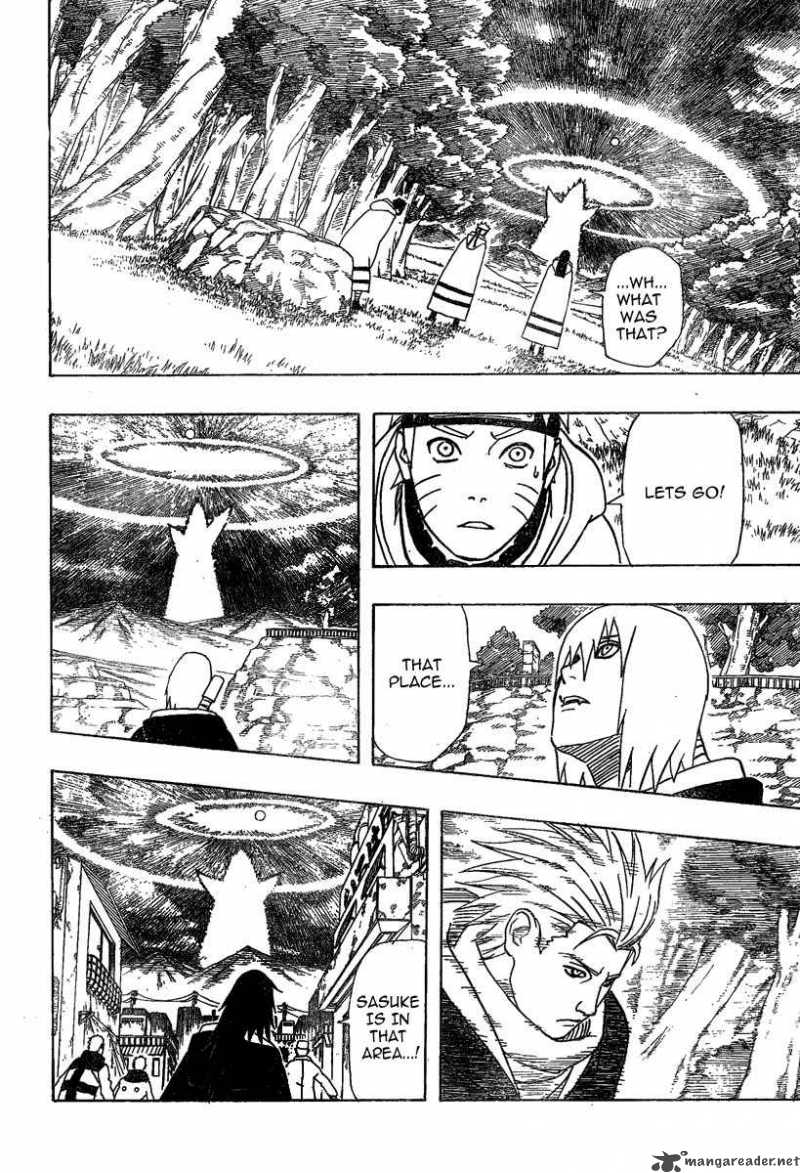 ...WH...
WHAT
WAS
THAT?
LETS GO!
THAT
PLACE...
SASUKE
IS IN
THAT
AREA...!
mangareader.net